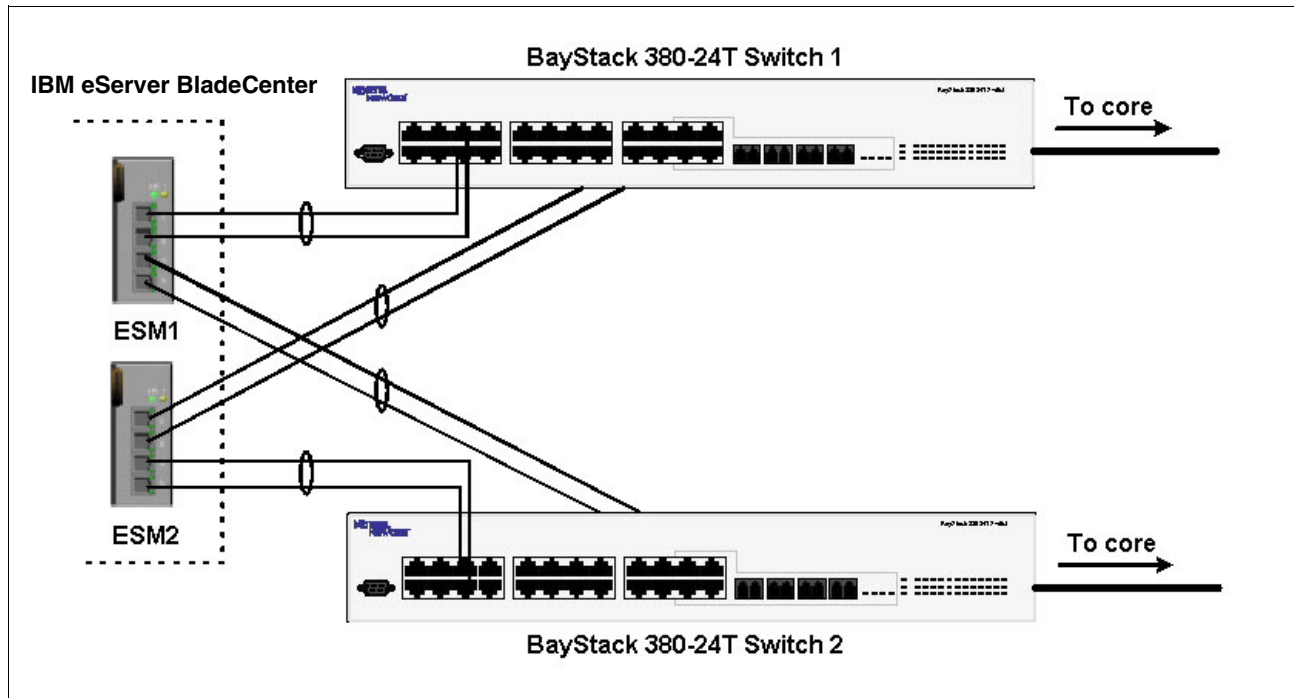 BayStack 380-24T Switch 1
IBM eServer BladeCenter
To core
ESM1
ESM2
To core
BayStack 380-24T Switch 2